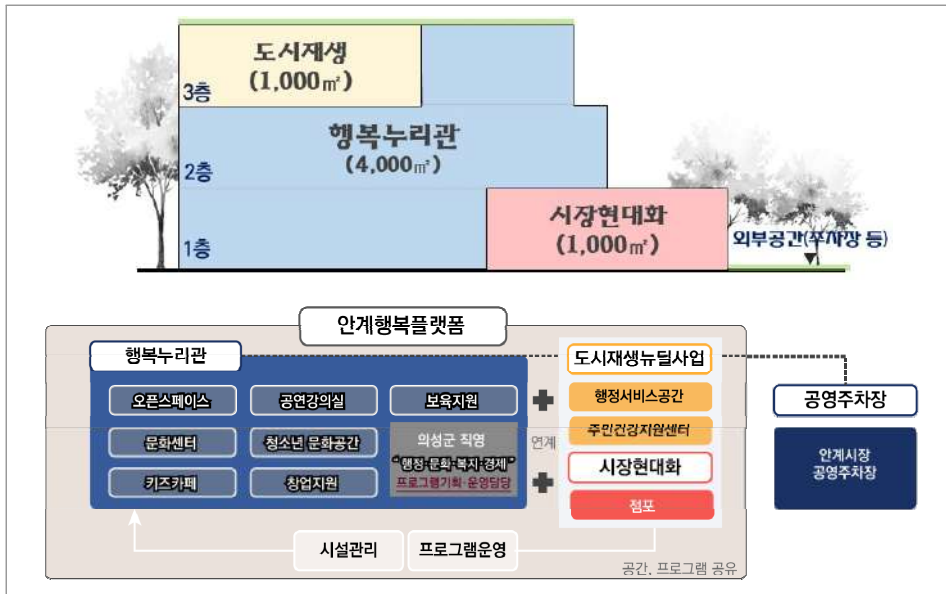 도시재생
(1,000㎡)
3층
행복누리관
(4,000㎡)
2층
시장현대화
(1,000㎡)
1층
외부공간(주차장 등)
안계행복플랫폼
행복누리관
도시재생뉴딜사업
오픈스페이스
공연강의실
보육지원
행정서비스공간
공영주차장
문화센터
청소년 문화공간
의성군 직영
"행정·문화·복지·경제"
프로그램기획·운영담당
연계
주민건강지원센터
시장현대화
안계시장
공영주차장
키즈카페
창업지원
점포
시설관리
프로그램운영
공간, 프로그램 공유